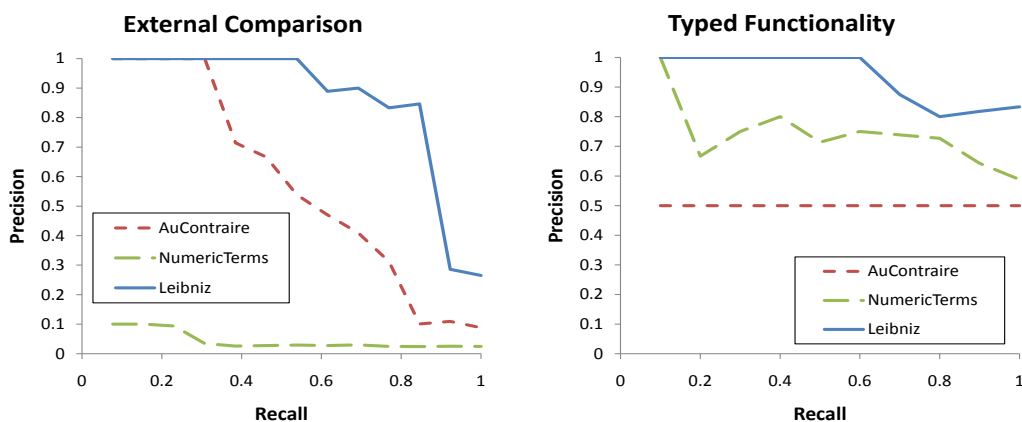 External Comparison
1
0.9
0.8
0.7
0.6
0.5
0.4
0.3
0.2
0.1
0
Precision
AuContraire
NumericTerms
Leibniz
0 0.2 0.4 0.6 0.8 1
Recall
Typed Functionality
1
0.9
0.8
0.7
0.6
0.5
0.4
0.3
0.2
0.1
0
Precision
AuContraire
NumericTerms
Leibniz
0 0.2 0.4 0.6 0.8 1
Recall